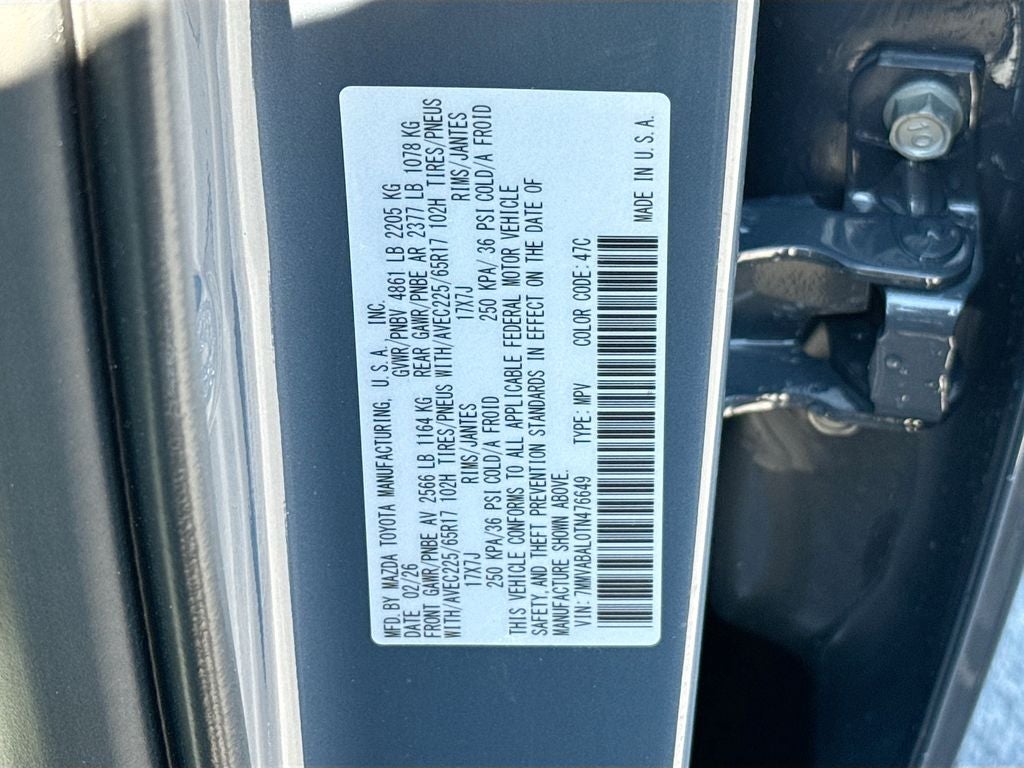 MFD.BY MAZDA TOYOTA MANUFACTURING, U.S.A., INC.
DATE 02/26 GVWR/PNBV 4861 LB 2205 KG
FRONT GAWR/PNBE AV 2566 LB 1164 KG REAR GAWR/PNBE AR 2377 LB 1078 KG
WITH/AVEC225/65R17 102H TIRES/PNEUS WITH/AVEC225/65R17 102H TIRES/PNEUS
17X7J RIMS/JANTES 17X7J RIMS/JANTES
250 KPA/36 PSI COLD/A FROID 250 KPA/ 36 PSI COLD/A FROID
THIS VEHICLE CONFORMS TO ALL APPLICABLE FEDERAL MOTOR VEHICLE
SAFETY,AND THEFT PREVENTION STANDARDS IN EFFECT ON THE DATE OF
MANUFACTURE SHOWN ABOVE.
VIN:7MMVABAL0TN476649 TYPE: MPV COLOR CODE:47C
MADE IN U.S.A.
10